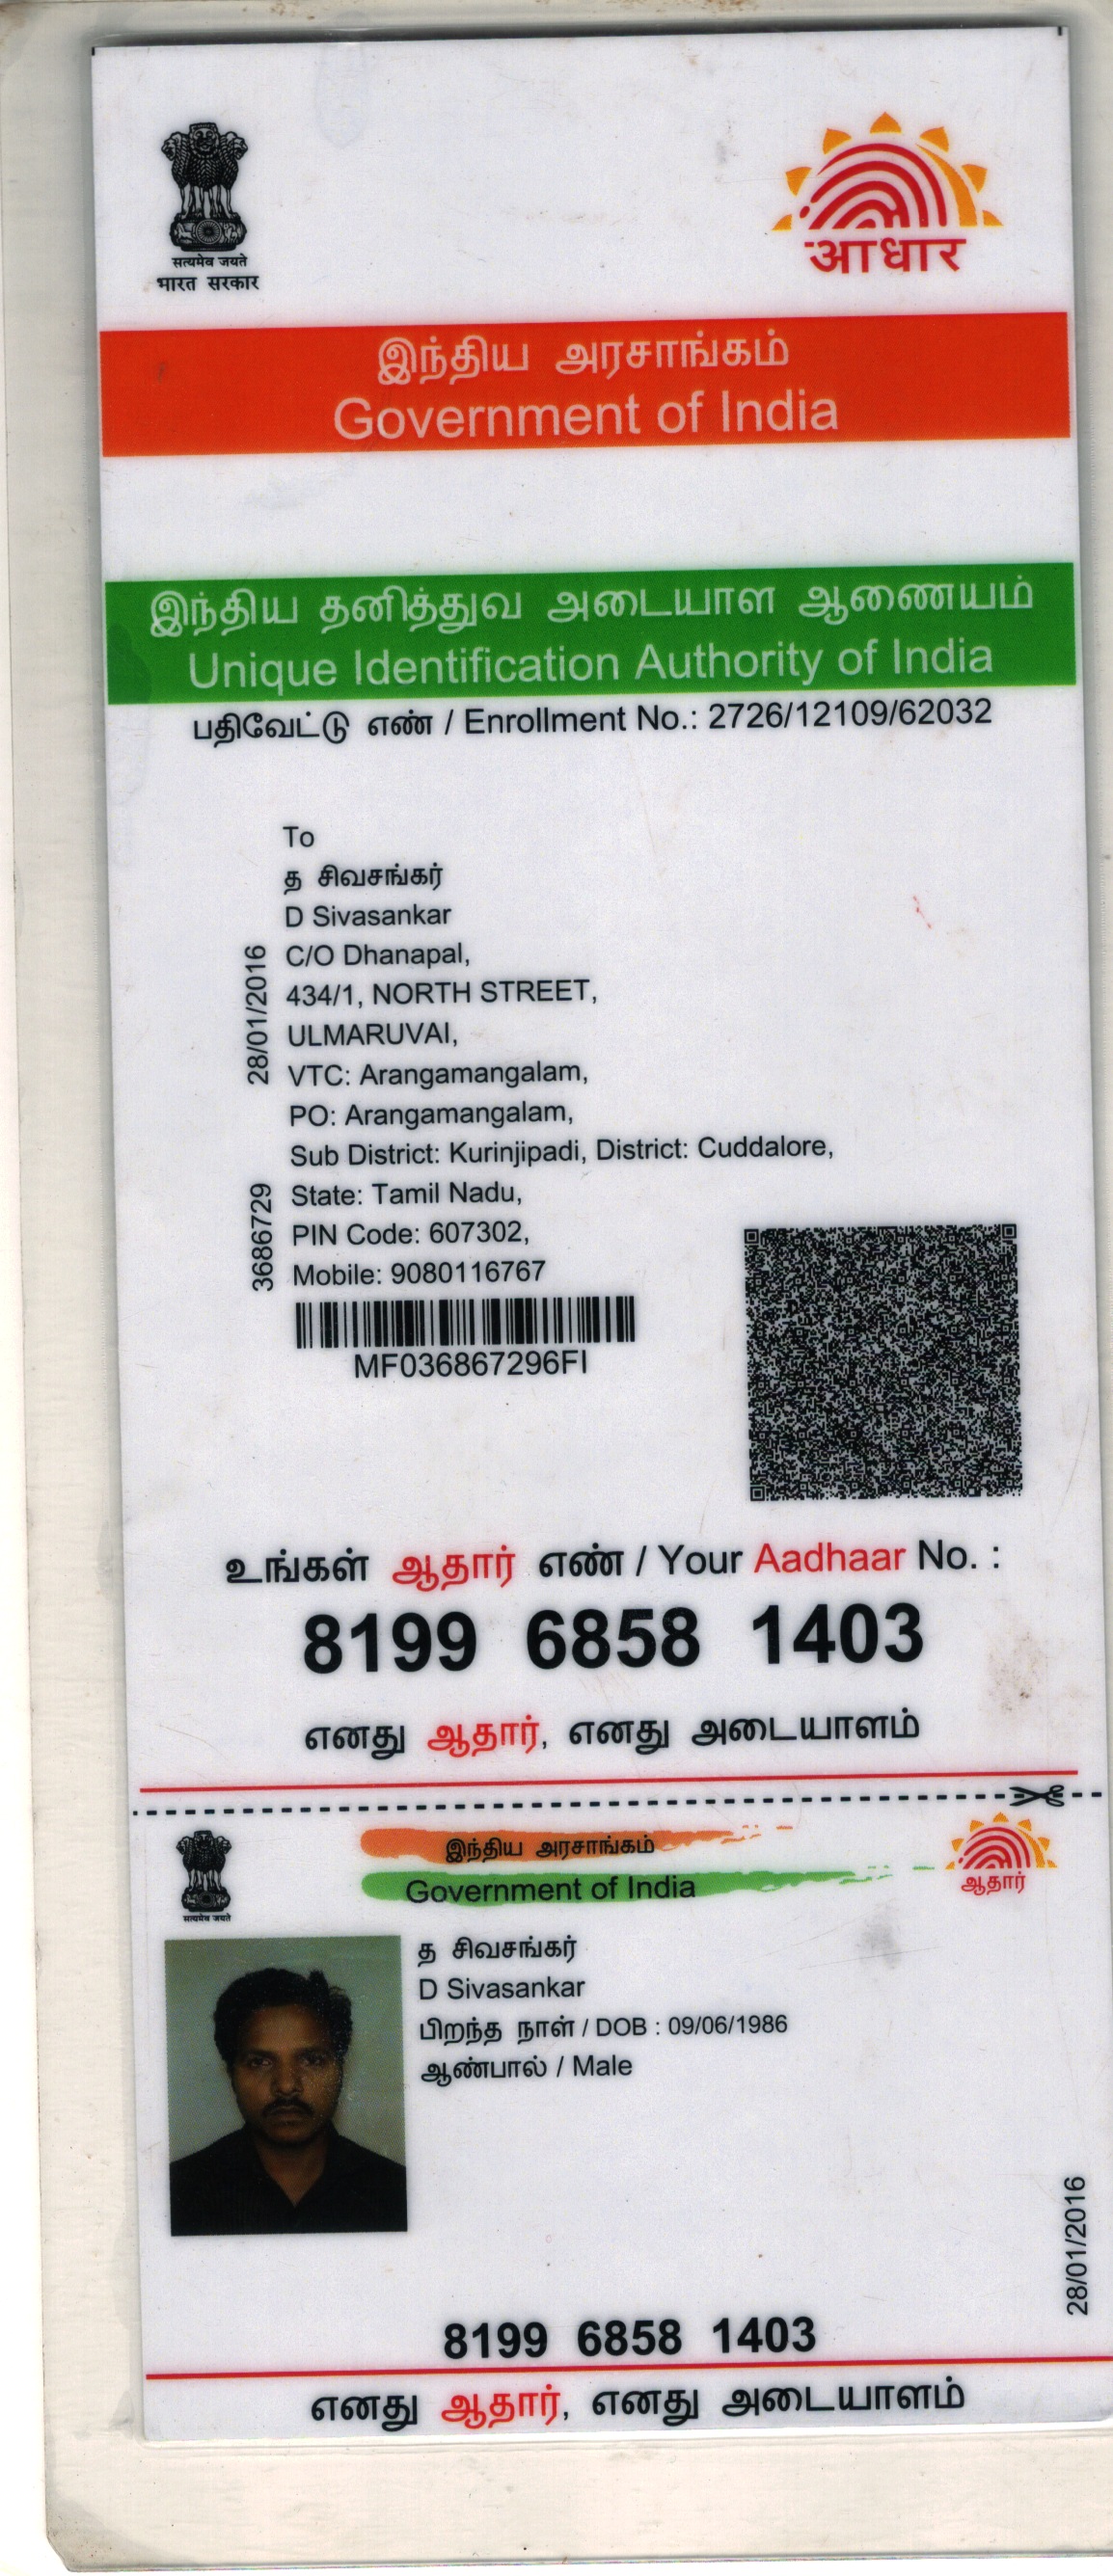 सत्यमेव जयते
भारत सरकार
आधार
இந்திய அரசாங்கம்
Government of India
இந்திய தனித்துவ அடையாள ஆணையம்
Unique Identification Authority of India
பதிவேட்டு எண் / Enrollment No.: 2726/12109/62032
To
த சிவசங்கர்
D Sivasankar
C/O Dhanapal,
434/1, NORTH STREET,
ULMARUVAI,
VTC: Arangamangalam,
PO: Arangamangalam,
Sub District: Kurinjipadi, District: Cuddalore,
State: Tamil Nadu,
PIN Code: 607302,
Mobile: 9080116767
28/01/2016
3686729
MF036867296FI
உங்கள் ஆதார் எண் / Your Aadhaar No. :
8199 6858 1403
எனது ஆதார், எனது அடையாளம்
सत्यमेव जयते
இந்திய அரசாங்கம்
Government of India
ஆதார்
த சிவசங்கர்
D Sivasankar
பிறந்த நாள் / DOB : 09/06/1986
ஆண்பால் / Male
28/01/2016
8199 6858 1403
எனது ஆதார், எனது அடையாளம்